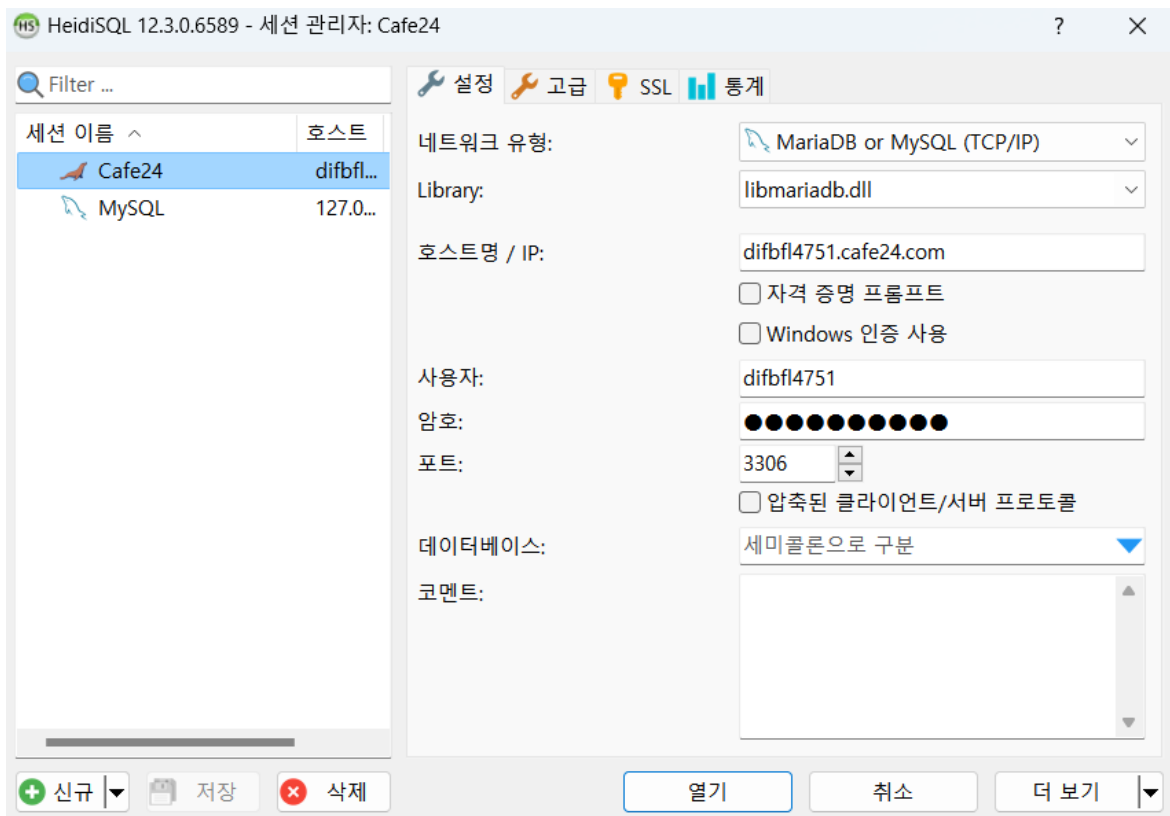 HS HeidiSQL 12.3.0.6589 - 세션 관리자: Cafe24 ?
Filter ...
세션 이름 호스트
Cafe24 difbfl...
MySQL 127.0...
신규 저장 삭제
설정 고급 SSL 통계
네트워크 유형: MariaDB or MySQL (TCP/IP)
Library: libmariadb.dll
호스트명 / IP: difbfl4751.cafe24.com
자격 증명 프롬프트
Windows 인증 사용
사용자: difbfl4751
암호: ●●●●●●●●●●
포트: 3306
압축된 클라이언트/서버 프로토콜
데이터베이스: 세미콜론으로 구분
코멘트:
열기 취소 더 보기